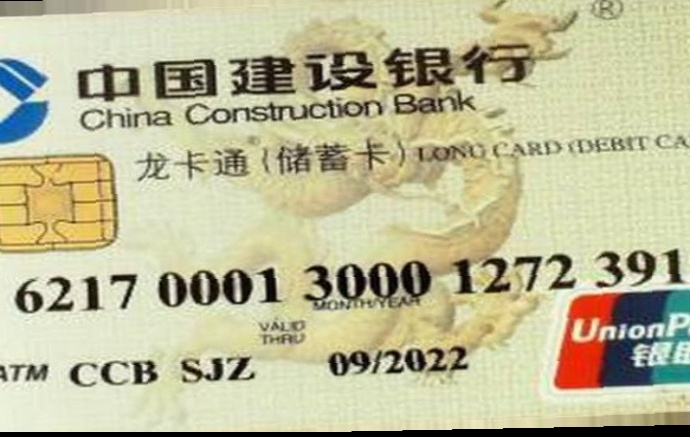 ®
中国建设银行
China Construction Bank
龙卡通®(储蓄卡) LONG CARD (DEBIT CA
6217 0001 3000 1272 391
MONTH/YEAR
VALID
THRU
ATM CCB SJZ 09/2022
UnionP
银